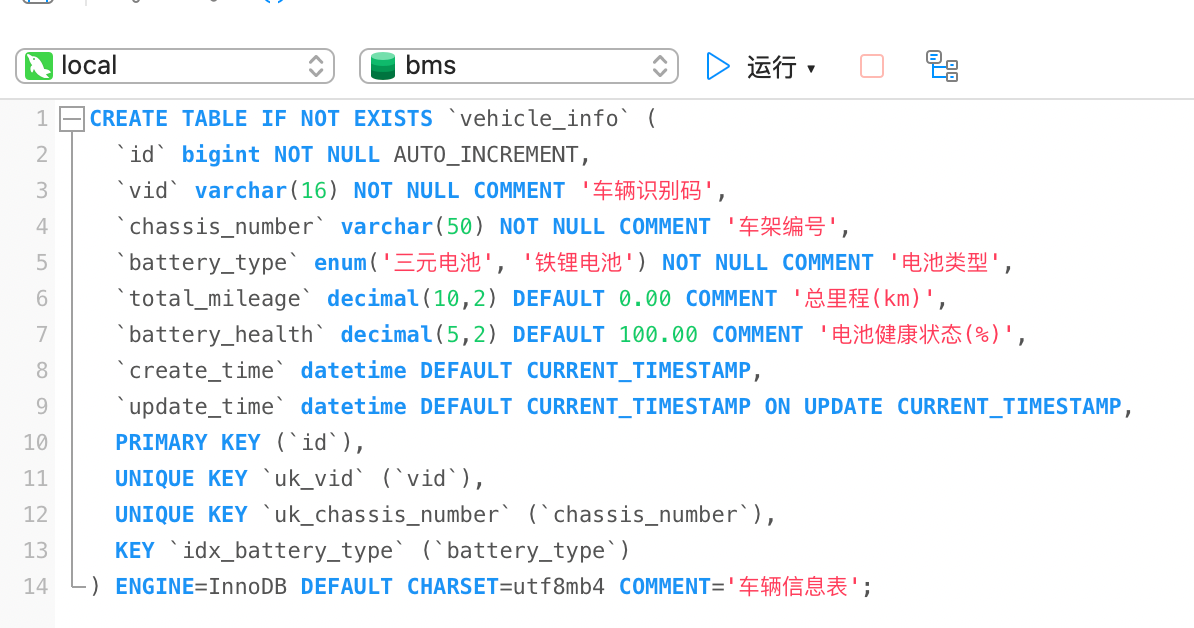 local bms 运行
1 CREATE TABLE IF NOT EXISTS `vehicle_info` (
2 `id` bigint NOT NULL AUTO_INCREMENT,
3 `vid` varchar(16) NOT NULL COMMENT '车辆识别码',
4 `chassis_number` varchar(50) NOT NULL COMMENT '车架编号',
5 `battery_type` enum('三元电池', '铁锂电池') NOT NULL COMMENT '电池类型',
6 `total_mileage` decimal(10,2) DEFAULT 0.00 COMMENT '总里程(km)',
7 `battery_health` decimal(5,2) DEFAULT 100.00 COMMENT '电池健康状态(%)',
8 `create_time` datetime DEFAULT CURRENT_TIMESTAMP,
9 `update_time` datetime DEFAULT CURRENT_TIMESTAMP ON UPDATE CURRENT_TIMESTAMP,
10 PRIMARY KEY (`id`),
11 UNIQUE KEY `uk_vid` (`vid`),
12 UNIQUE KEY `uk_chassis_number` (`chassis_number`),
13 KEY `idx_battery_type` (`battery_type`)
14 ) ENGINE=InnoDB DEFAULT CHARSET=utf8mb4 COMMENT='车辆信息表';